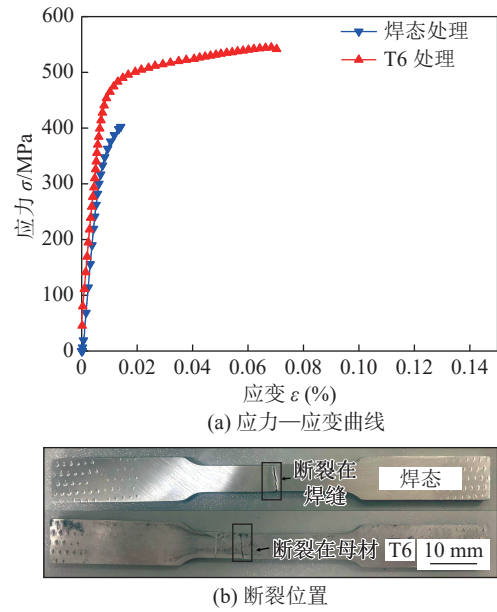 600
500
400
300
200
100
0
应力 σ/MPa
焊态处理
T6 处理
0
0.02
0.04
0.06
0.08
0.10
0.12
0.14
应变 ε (%)
(a) 应力—应变曲线
断裂在
焊缝
焊态
断裂在母材
T6
10 mm
(b) 断裂位置